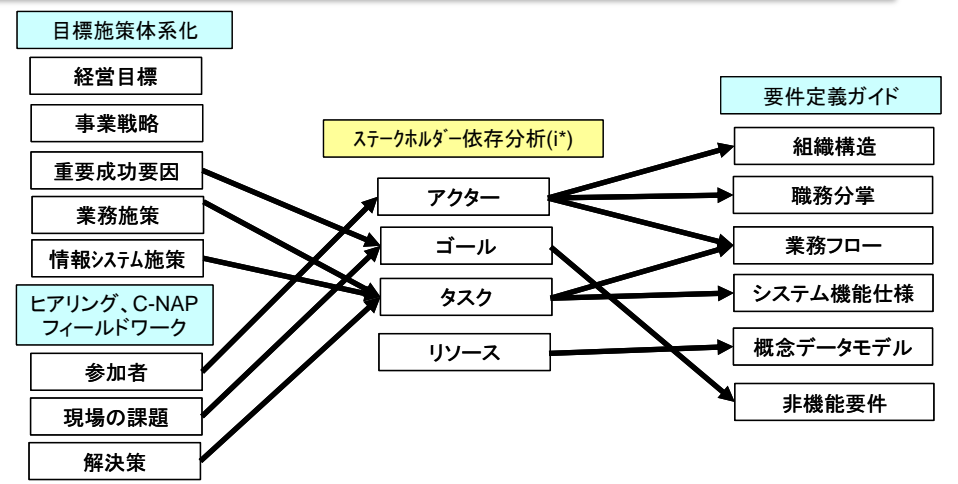 目標施策体系化
経営目標
事業戦略
重要成功要因
業務施策
情報ｼｽﾃﾑ施策
ヒアリング、C-NAP
フィールドワーク
参加者
現場の課題
解決策
ｽﾃｰｸﾎﾙﾀﾞｰ依存分析(i*)
アクター
ゴール
タスク
リソース
要件定義ガイド
組織構造
職務分掌
業務フロー
システム機能仕様
概念データモデル
非機能要件